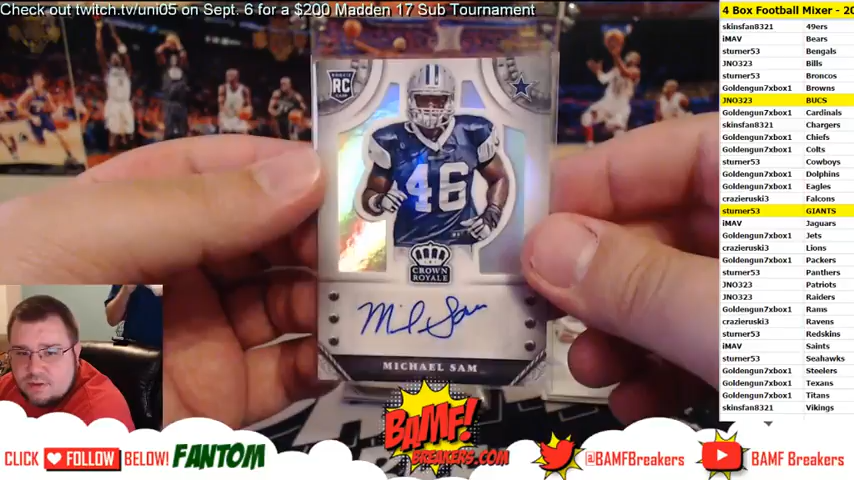 Check out twitch.tv/uni05 on Sept. 6 for a $200 Madden 17 Sub Tournament
4 Box Football Mixer - 20
skinsfan8321 49ers
iMAV Bears
sturner53 Bengals
JNO323 Bills
sturner53 Broncos
Goldengun7xbox1 Browns
JNO323 BUCS
Goldengun7xbox1 Cardinals
skinsfan8321 Chargers
Goldengun7xbox1 Chiefs
Goldengun7xbox1 Colts
sturner53 Cowboys
Goldengun7xbox1 Dolphins
Goldengun7xbox1 Eagles
crazieruski3 Falcons
sturner53 GIANTS
iMAV Jaguars
Goldengun7xbox1 Jets
crazieruski3 Lions
Goldengun7xbox1 Packers
sturner53 Panthers
JNO323 Patriots
JNO323 Raiders
Goldengun7xbox1 Rams
crazieruski3 Ravens
sturner53 Redskins
iMAV Saints
sturner53 Seahawks
Goldengun7xbox1 Steelers
Goldengun7xbox1 Texans
Goldengun7xbox1 Titans
skinsfan8321 Vikings
ROOKIE
RC
46
CROWN
ROYALE
MICHAEL SAM
CLICK FOLLOW BELOW! FANTOM
BAMF!
BREAKERS.COM
@BAMFBreakers
BAMF Breakers